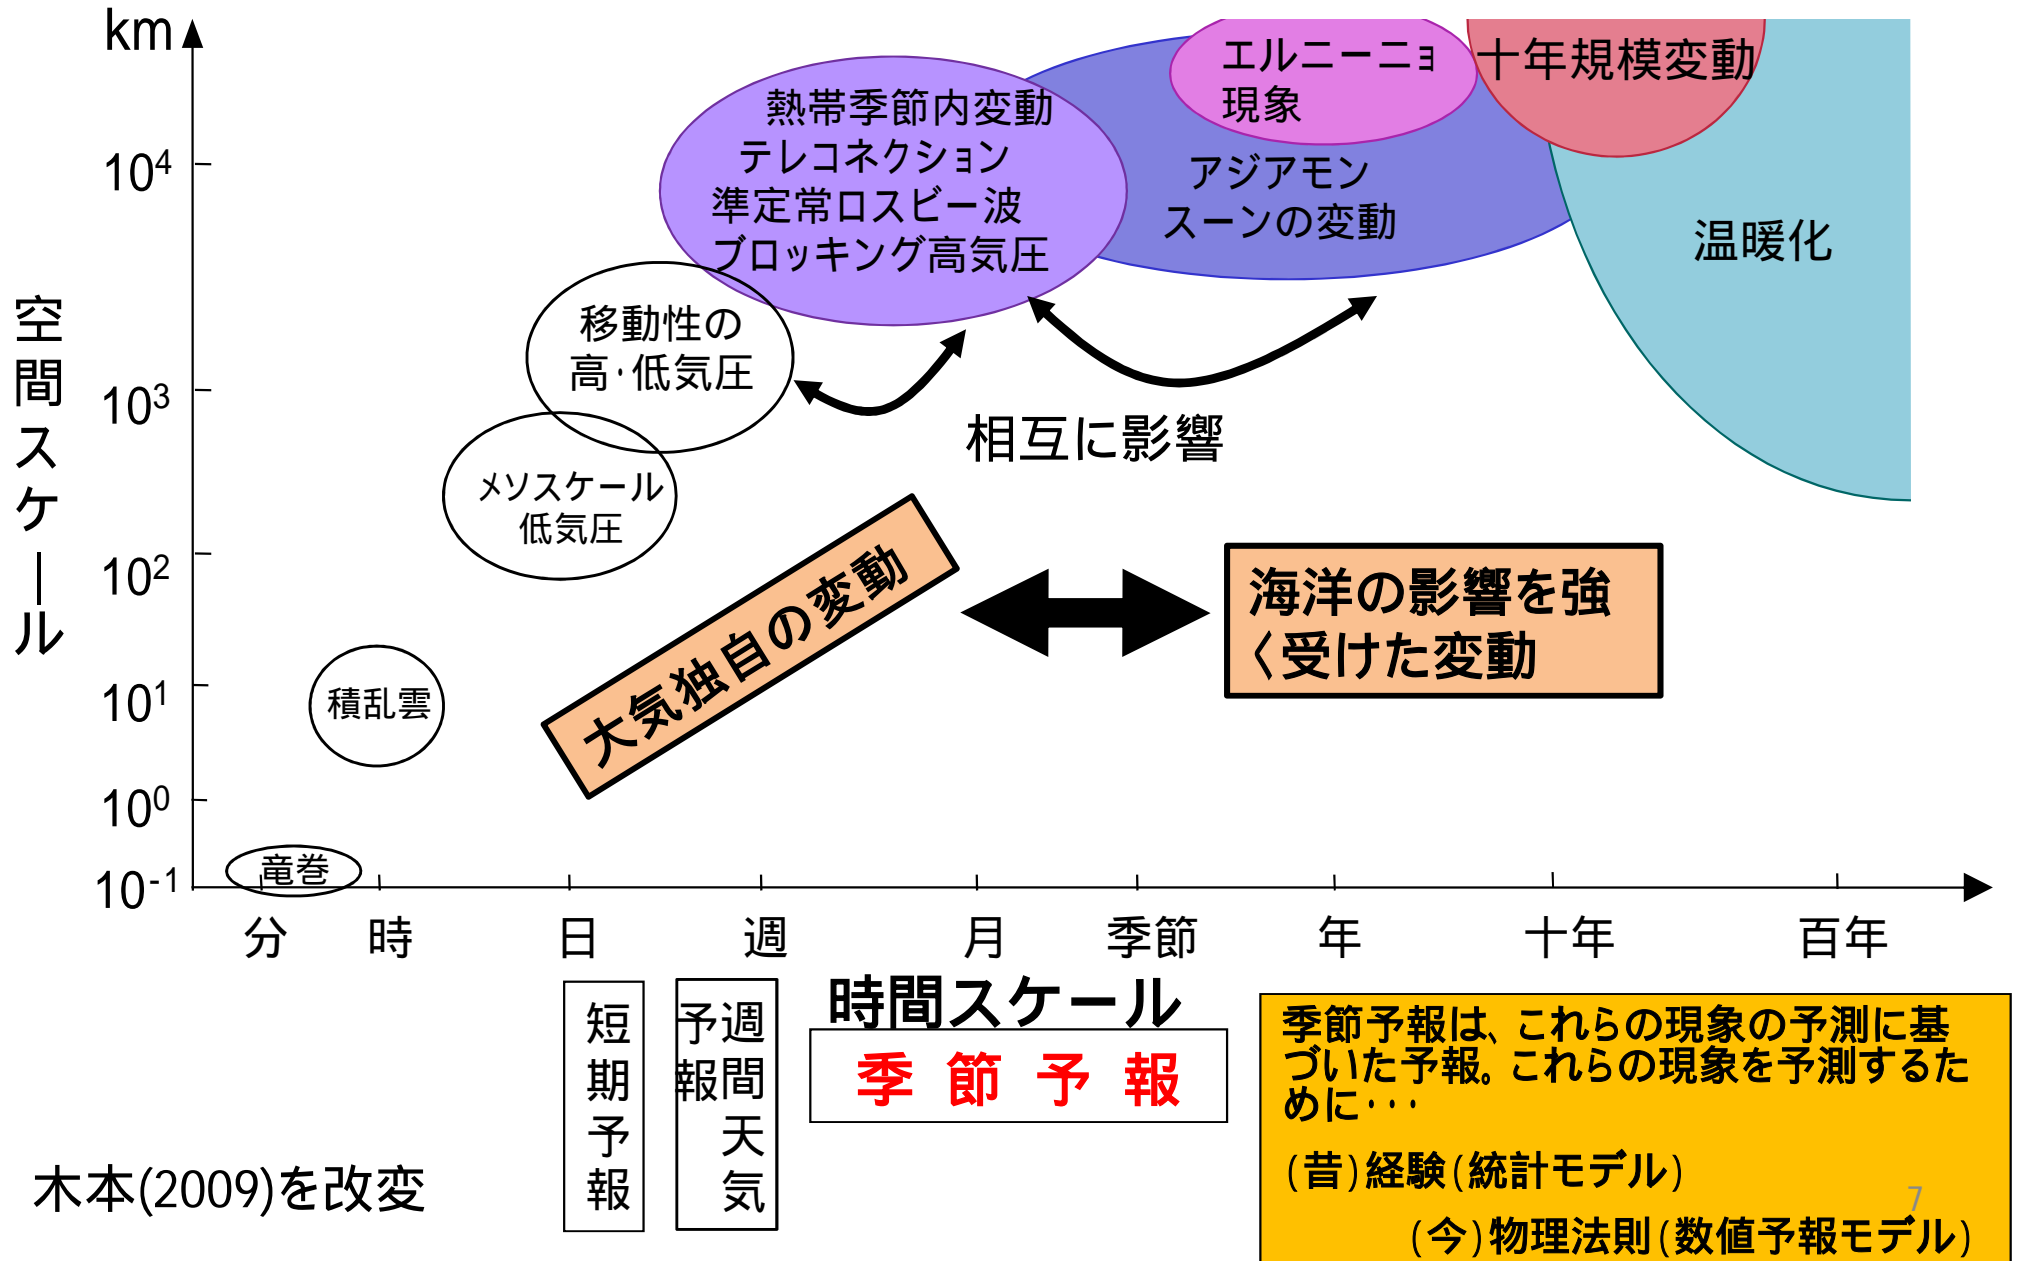 km
エルニーニョ
現象
十年規模変動
熱帯季節内変動
テレコネクション
準定常ロスビー波
ブロッキング高気圧
アジアモン
スーンの変動
温暖化
10⁴
空間スケール
移動性の
高・低気圧
10³
相互に影響
メソスケール
低気圧
10²
大気独自の変動
海洋の影響を強
く受けた変動
10¹
積乱雲
10⁰
竜巻
10⁻¹
分 時 日 週 月 季節 年 十年 百年
時間スケール
短期予報
週間天気
予報
季節予報
季節予報は、これらの現象の予測に基
づいた予報。これらの現象を予測するた
めに・・・
(昔)経験(統計モデル)
(今)物理法則(数値予報モデル)
7
木本(2009)を改変